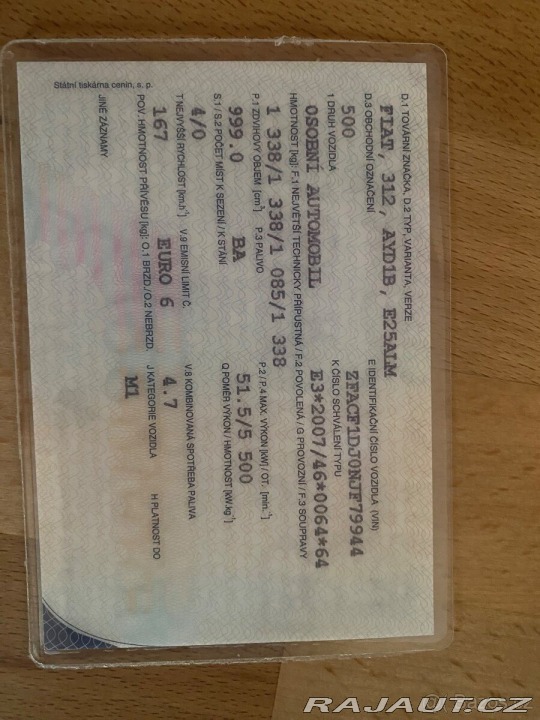 D.1 TOVÁRNÍ ZNAČKA, D.2 TYP, VARIANTA, VERZE
FIAT, 312, AYD1B, E25A1M
D.3 OBCHODNÍ OZNAČENÍ E IDENTIFIKAČNÍ ČÍSLO VOZIDLA (VIN)
500 ZFACF1DJ0NJF79944
1 DRUH VOZIDLA K ČÍSLO SCHVÁLENÍ TYPU
OSOBNÍ AUTOMOBIL E3*2007/46*0064*64
HMOTNOST [kg]: F.1 NEJVĚTŠÍ TECHNICKY PŘÍPUSTNÁ / F.2 POVOLENÁ / G PROVOZNÍ / F.3 SOUPRAVY
1 338/1 338/1 085/1 338
P.1 ZDVIHOVÝ OBJEM [cm³] P.3 PALIVO P.2 / P.4 MAX. VÝKON [kW] / OT. [min.⁻¹]
999.0 BA 51.5/5 500
S.1 / S.2 POČET MÍST K SEZENÍ / K STÁNÍ Q POMĚR VÝKON / HMOTNOST [kW.kg⁻¹]
4/0
T NEJVYŠŠÍ RYCHLOST [km.h⁻¹] V.9 EMISNÍ LIMIT Č. V.8 KOMBINOVANÁ SPOTŘEBA PALIVA
167 EURO 6 4.7
POV. HMOTNOST PŘÍVĚSU [kg]: O.1 BRZD. / O.2 NEBRZD. J KATEGORIE VOZIDLA H PLATNOST DO
M1
JINÉ ZÁZNAMY
Státní tiskárna cenin, s. p.
RAJAUT.CZ